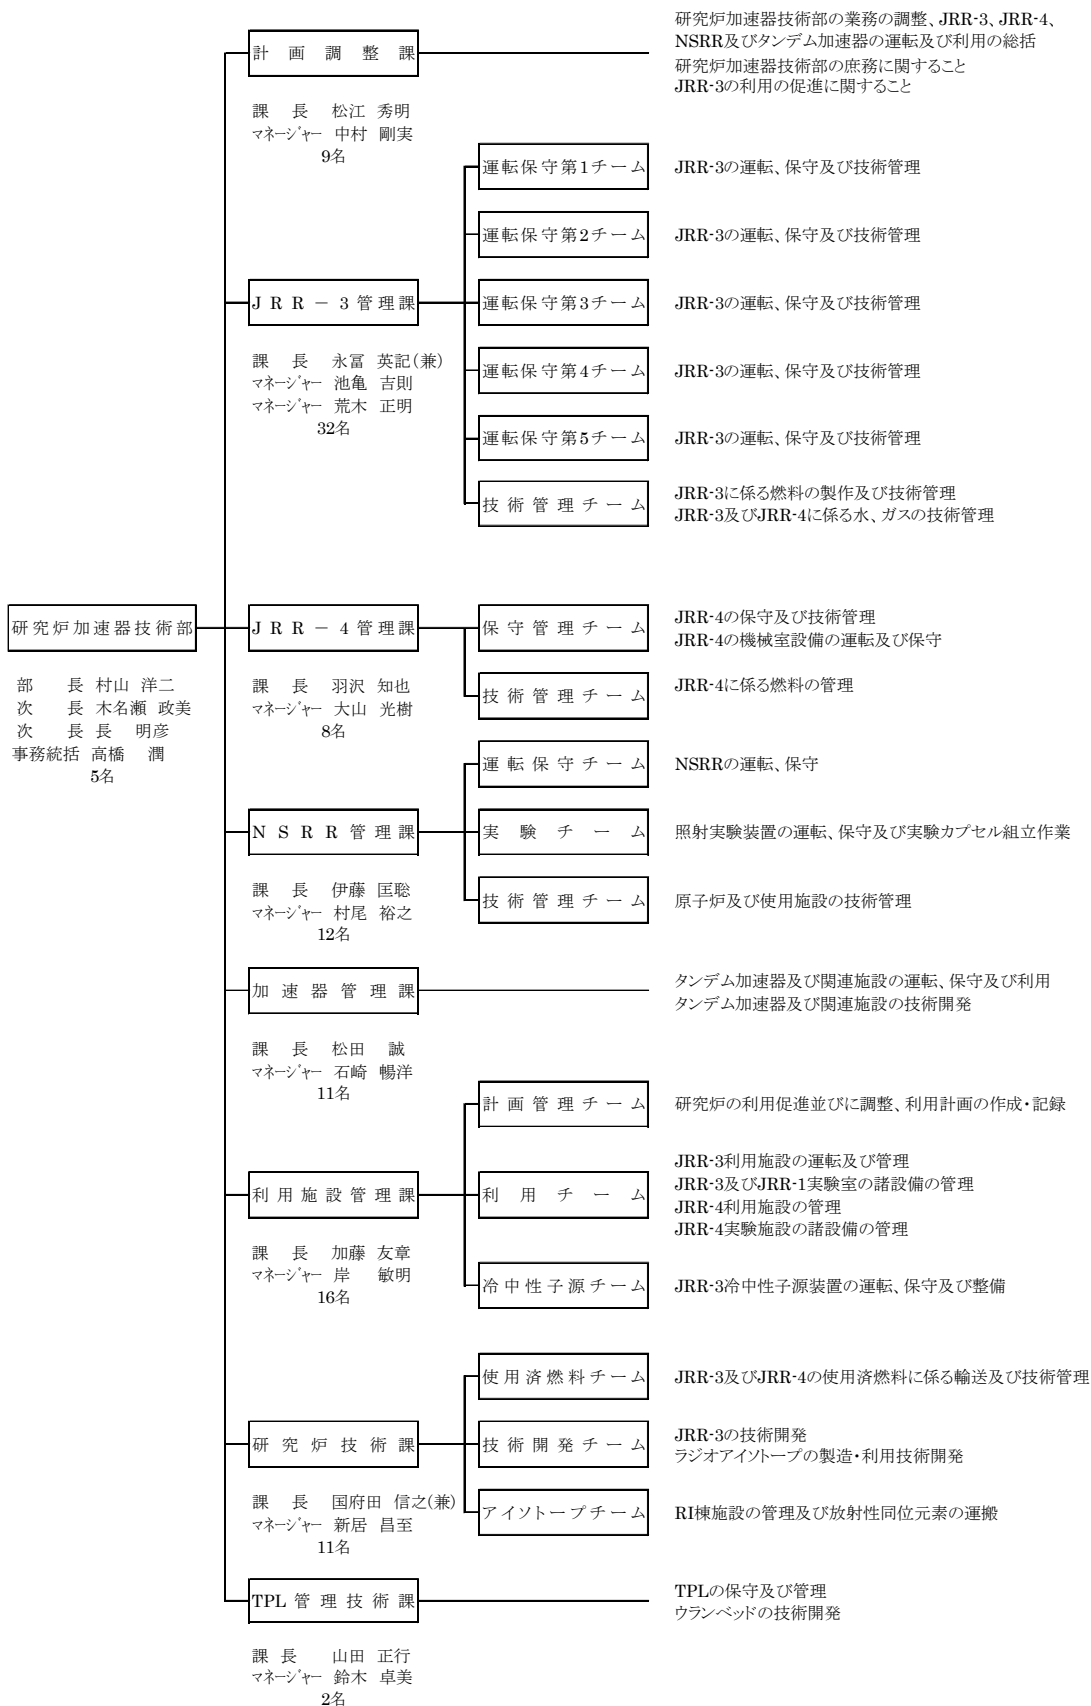 研究炉加速器技術部
部　長 村山 洋二
次　長 木名瀬 政美
次　長 長　明彦
事務統括 高橋　潤
5名
計画調整課
課　長　松江 秀明
マネージャー 中村 剛実
9名
研究炉加速器技術部の業務の調整、JRR-3、JRR-4、
NSRR及びタンデム加速器の運転及び利用の総括
研究炉加速器技術部の庶務に関すること
JRR-3の利用の促進に関すること
JRR－3管理課
課　長　永冨 英記(兼)
マネージャー 池亀 吉則
マネージャー 荒木 正明
32名
運転保守第1チーム
JRR-3の運転、保守及び技術管理
運転保守第2チーム
JRR-3の運転、保守及び技術管理
運転保守第3チーム
JRR-3の運転、保守及び技術管理
運転保守第4チーム
JRR-3の運転、保守及び技術管理
運転保守第5チーム
JRR-3の運転、保守及び技術管理
技術管理チーム
JRR-3に係る燃料の製作及び技術管理
JRR-3及びJRR-4に係る水、ガスの技術管理
JRR－4管理課
課　長　羽沢 知也
マネージャー 大山 光樹
8名
保守管理チーム
JRR-4の保守及び技術管理
JRR-4の機械室設備の運転及び保守
技術管理チーム
JRR-4に係る燃料の管理
NSRR管理課
課　長　伊藤 匡聡
マネージャー 村尾 裕之
12名
運転保守チーム
NSRRの運転、保守
実験チーム
照射実験装置の運転、保守及び実験カプセル組立作業
技術管理チーム
原子炉及び使用施設の技術管理
加速器管理課
課　長　松田　誠
マネージャー 石崎 暢洋
11名
タンデム加速器及び関連施設の運転、保守及び利用
タンデム加速器及び関連施設の技術開発
利用施設管理課
課　長　加藤 友章
マネージャー 岸　敏明
16名
計画管理チーム
研究炉の利用促進並びに調整、利用計画の作成・記録
利用チーム
JRR-3利用施設の運転及び管理
JRR-3及びJRR-1実験室の諸設備の管理
JRR-4利用施設の管理
JRR-4実験施設の諸設備の管理
冷中性子源チーム
JRR-3冷中性子源装置の運転、保守及び整備
研究炉技術課
課　長　国府田 信之(兼)
マネージャー 新居 昌至
11名
使用済燃料チーム
JRR-3及びJRR-4の使用済燃料に係る輸送及び技術管理
技術開発チーム
JRR-3の技術開発
ラジオアイソトープの製造・利用技術開発
アイソトープチーム
RI棟施設の管理及び放射性同位元素の運搬
TPL管理技術課
課 長　山田 正行
マネージャー 鈴木 卓美
2名
TPLの保守及び管理
ウランベッドの技術開発